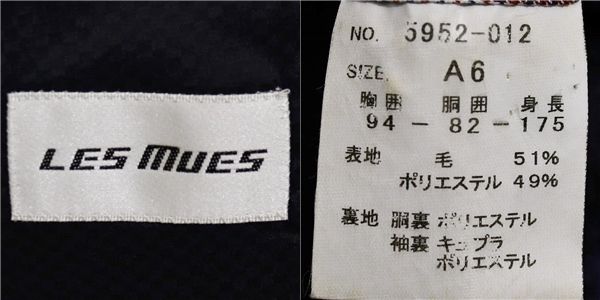 LES MUES
NO. 5952-012
SIZE. A6
胸囲 胴囲 身長
94 - 82 - 175
表地 毛 51%
ポリエステル 49%
裏地 胴裏 ポリエステル
袖裏 キュプラ
ポリエステル